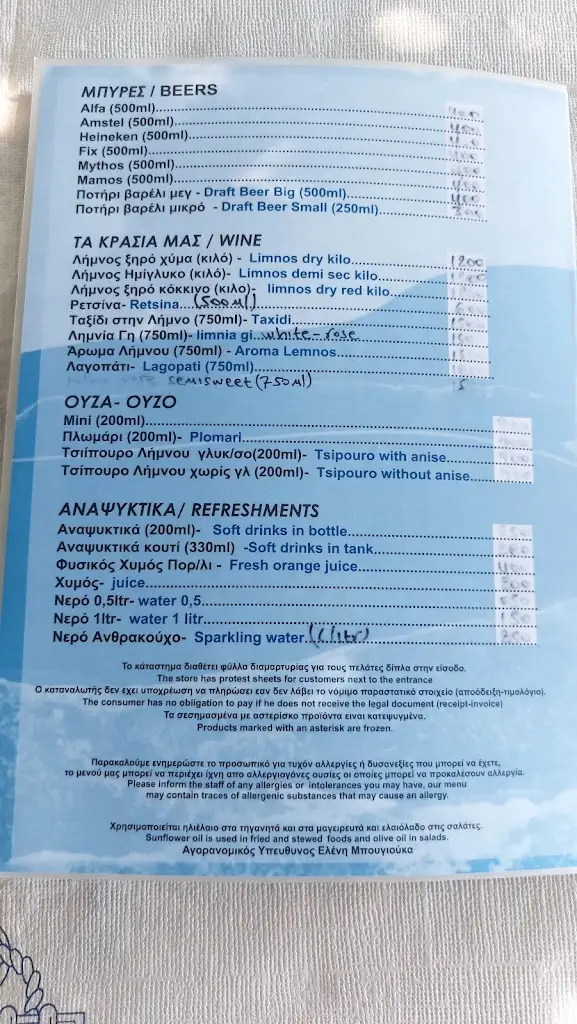 ΜΠΥΡΕΣ / BEERS
Alfa (500ml)
Amstel (500ml)
Heineken (500ml)
Fix (500ml)
Mythos (500ml)
Mamos (500ml)
Ποτήρι βαρέλι μεγ - Draft Beer Big (500ml)
Ποτήρι βαρέλι μικρό - Draft Beer Small (250ml)
ΤΑ ΚΡΑΣΙΑ ΜΑΣ / WINE
Λήμνος ξηρό χύμα (κιλό) - Limnos dry kilo 1200
Λήμνος Ημίγλυκο (κιλό)- Limnos demi sec kilo
Λήμνος ξηρό κόκκινο (κιλο)- limnos dry red kilo
Ρετσίνα- Retsina (500ml)
Ταξίδι στην Λήμνο (750ml)- Taxidi
Λημνία Γη (750ml)- limnia gi white-rose
Άρωμα Λήμνου (750ml) - Aroma Lemnos
Λαγοπάτι- Lagopati (750ml)
semisweet (750ml) 15
ΟΥΖΑ- ΟΥΖΟ
Mini (200ml)
Πλωμάρι (200ml)- Plomari
Τσιίπουρο Λήμνου γλυκ/σο(200ml)- Tsipouro with anise
Τσίπουρο Λήμνου χωρίς γλ (200ml)- Tsipouro without anise
ΑΝΑΨΥΚΤΙΚΑ/ REFRESHMENTS
Αναψυκτικά (200ml)- Soft drinks in bottle
Αναψυκτικά κουτί (330ml) -Soft drinks in tank
Φυσικός Χυμός Πορ/λι - Fresh orange juice 400
Χυμός- juice
Νερό 0,5ltr- water 0,5
Νερό 1ltr- water 1 litr
Νερό Ανθρακούχο- Sparkling water (1 litr) 350
Το κατάστημα διαθέτει φύλλα διαμαρτυρίας για τους πελάτες δίπλα στην είσοδο.
The store has protest sheets for customers next to the entrance
Ο καταναλωτής δεν εχει υποχρέωση να πληρώσει εαν δεν λάβει το νόμιμο παραστατικό στοιχείο (αποόδειξη-τιμολόγιο).
The consumer has no obligation to pay if he does not receive the legal document (receipt-invoice)
Τα σεσημασμένα με αστερίσκο προϊόντα ειναι κατεψυγμένα.
Products marked with an asterisk are frozen.
Παρακαλούμε ενημερώστε το προσωπικό για τυχόν αλλεργίες ή δυσανεξίες που μπορεί να έχετε,
το μενού μας μπορεί να περιέχει ίχνη απο αλλεργιογόνες ουσίες οι οποίες μπορεί να προκαλέσουν αλλεργία.
Please inform the staff of any allergies or intolerances you may have, our menu
may contain traces of allergenic substances that may cause an allergy.
Χρησιμοποιείται ηλιέλαιο στα τηγανητά και στα μαγειρευτά και ελαιόλαδο στις σαλάτες.
Sunflower oil is used in fried and stewed foods and olive oil in salads.
Αγορανομικός Υπευθυνος Ελένη Μπουγιούκα